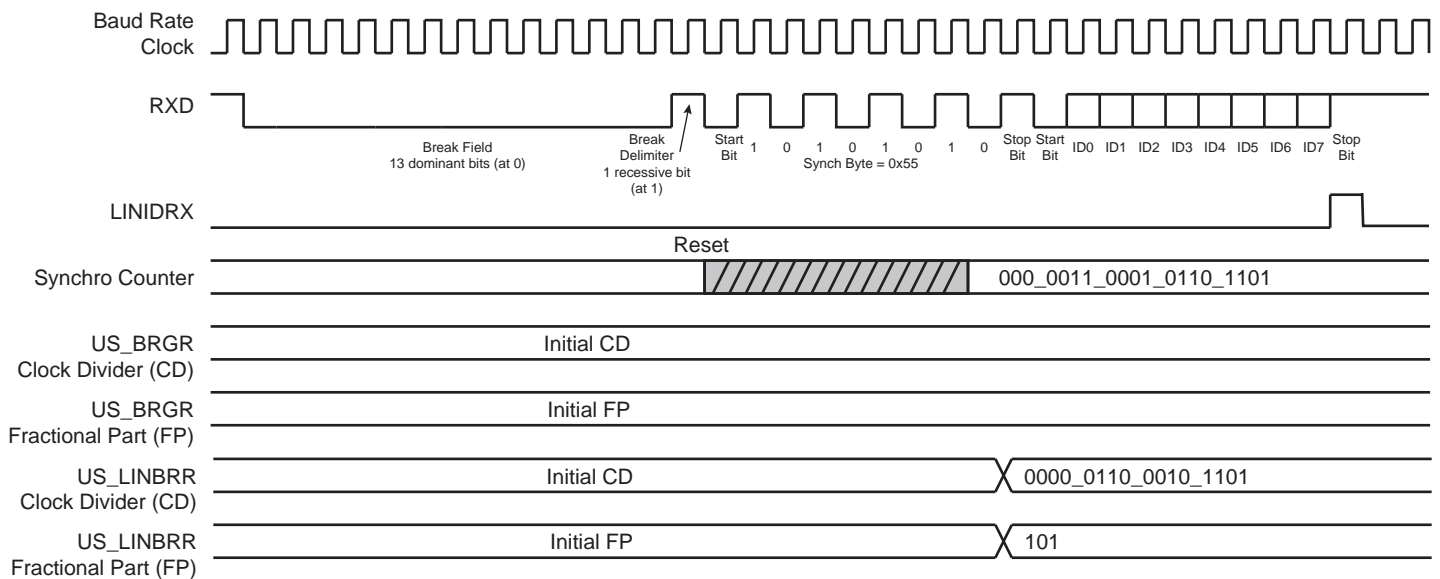 Baud Rate
Clock
RXD
Break Field
13 dominant bits (at 0)
Break
Delimiter
1 recessive bit
(at 1)
Start
Bit
1 0 1 0 1 0 1 0
Synch Byte = 0x55
Stop
Bit
Start
Bit
ID0 ID1 ID2 ID3 ID4 ID5 ID6 ID7
Stop
Bit
LINIDRX
Reset
Synchro Counter
000_0011_0001_0110_1101
US_BRGR
Clock Divider (CD)
Initial CD
US_BRGR
Fractional Part (FP)
Initial FP
US_LINBRR
Clock Divider (CD)
Initial CD
0000_0110_0010_1101
US_LINBRR
Fractional Part (FP)
Initial FP
101